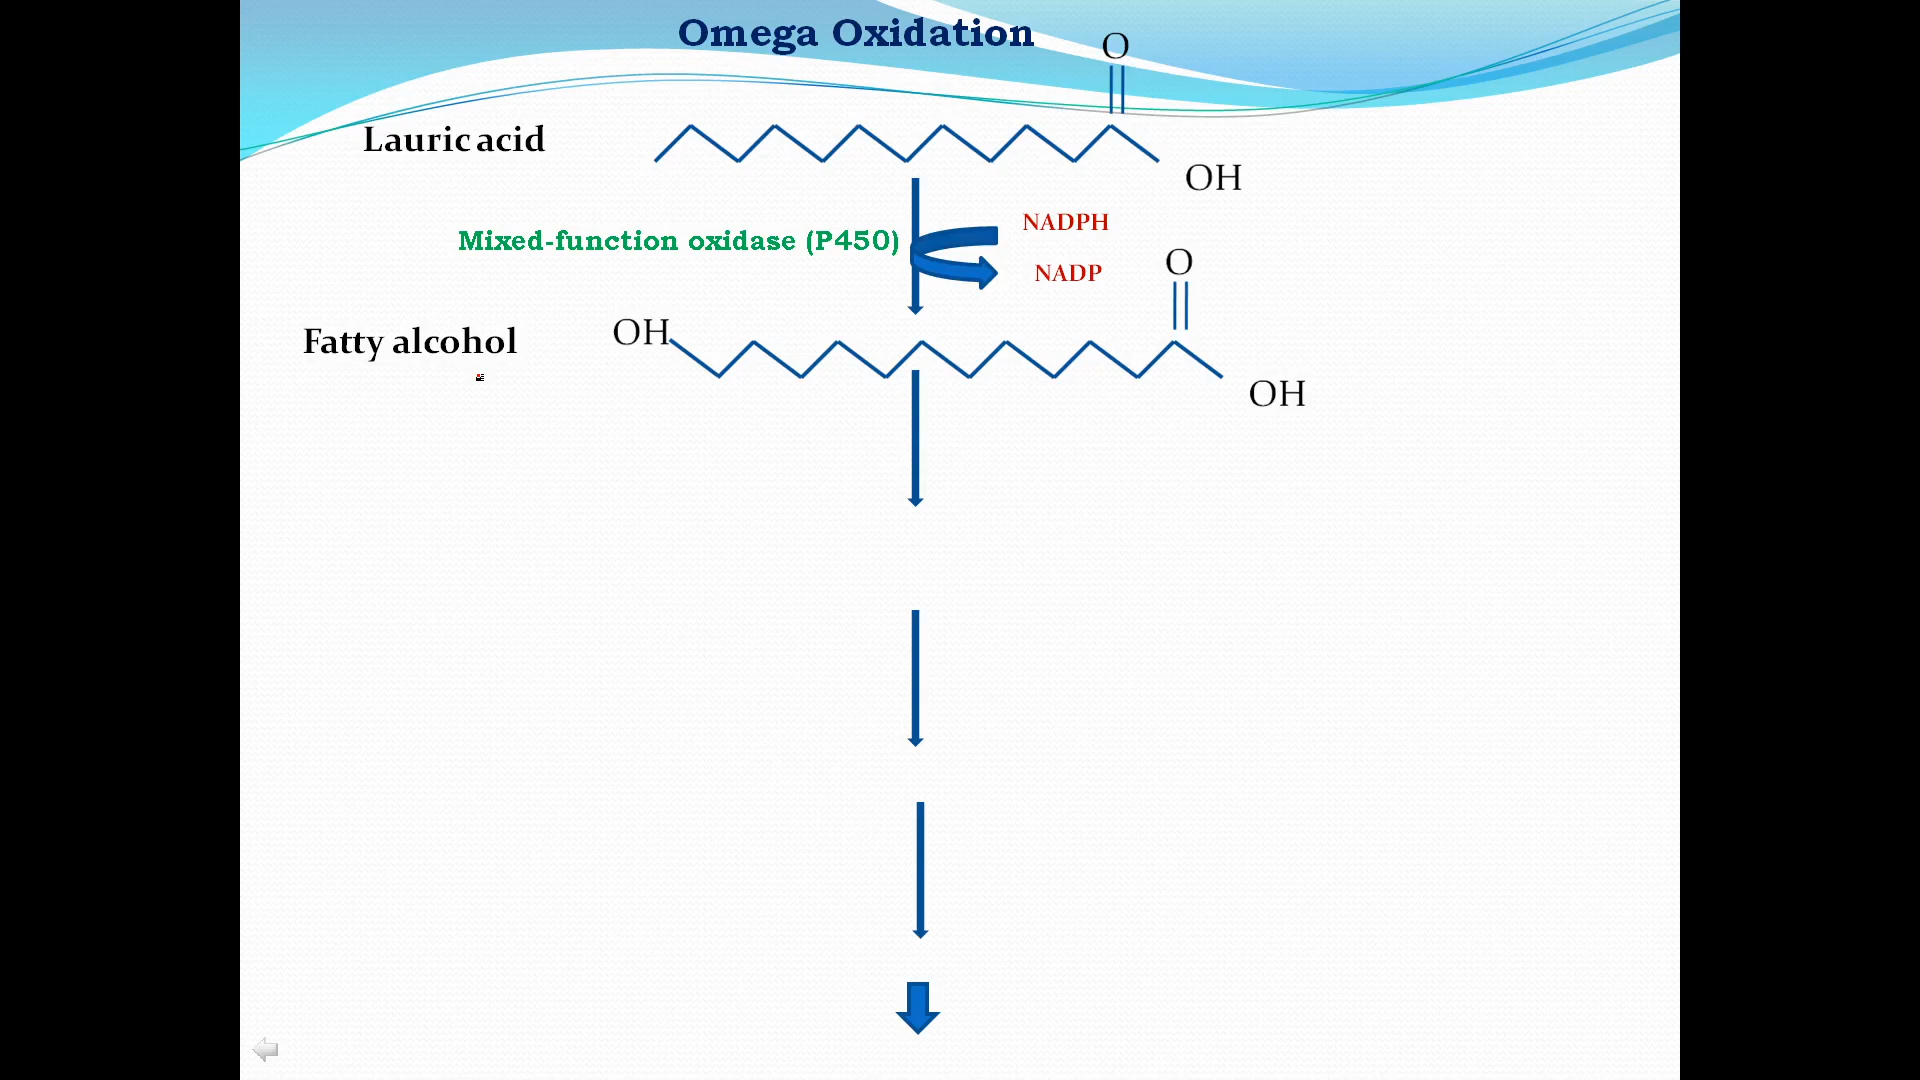 Omega Oxidation
O
Lauric acid
OH
NADPH
Mixed-function oxidase (P450)
NADP
O
Fatty alcohol
OH
OH